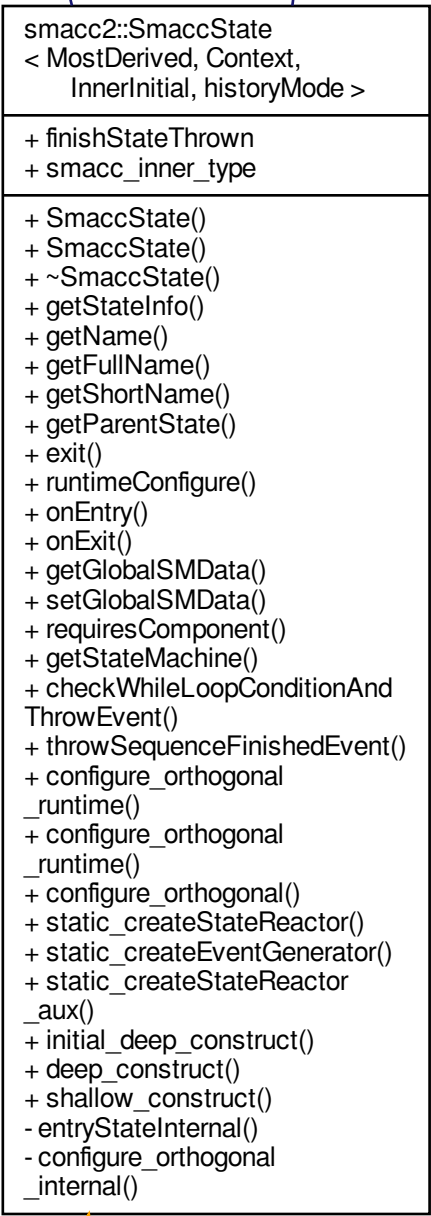 smacc2::SmaccState
< MostDerived, Context,
InnerInitial, historyMode >
+ finishStateThrown
+ smacc_inner_type
+ SmaccState()
+ SmaccState()
+ ~SmaccState()
+ getStateInfo()
+ getName()
+ getFullName()
+ getShortName()
+ getParentState()
+ exit()
+ runtimeConfigure()
+ onEntry()
+ onExit()
+ getGlobalSMData()
+ setGlobalSMData()
+ requiresComponent()
+ getStateMachine()
+ checkWhileLoopConditionAnd
ThrowEvent()
+ throwSequenceFinishedEvent()
+ configure_orthogonal
_runtime()
+ configure_orthogonal
_runtime()
+ configure_orthogonal()
+ static_createStateReactor()
+ static_createEventGenerator()
+ static_createStateReactor
_aux()
+ initial_deep_construct()
+ deep_construct()
+ shallow_construct()
- entryStateInternal()
- configure_orthogonal
_internal()